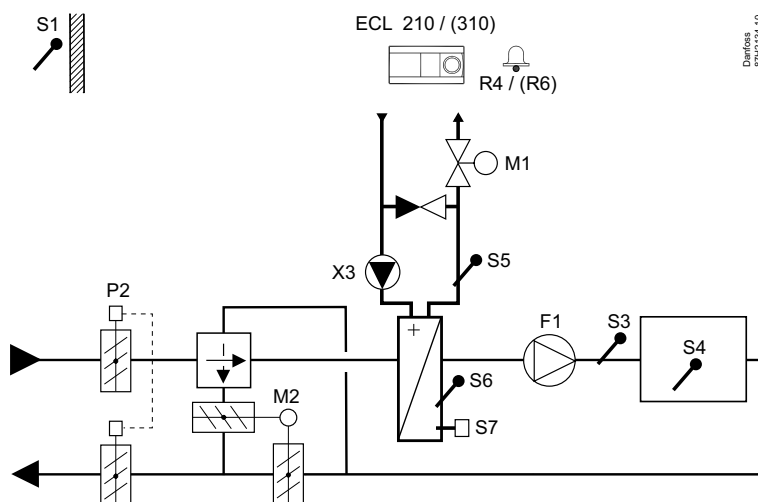 S1
ECL 210 / (310)
R4 / (R6)
Danfoss
M1
X3
S5
P2
F1
S3
S4
S6
M2
S7